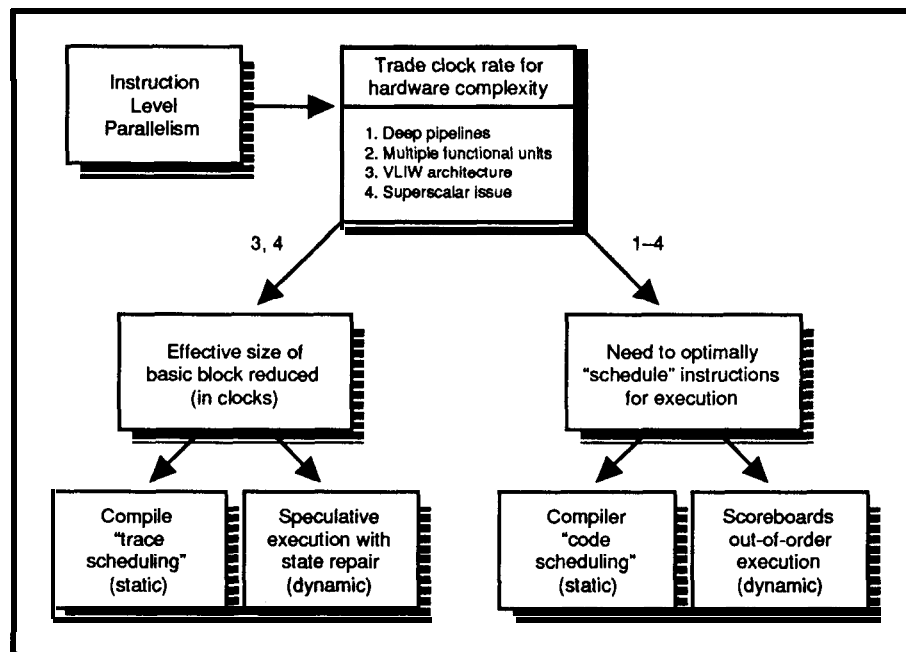 Instruction
Level
Parallelism
Trade clock rate for
hardware complexity
1. Deep pipelines
2. Multiple functional units
3. VLIW architecture
4. Superscalar issue
3, 4
1–4
Effective size of
basic block reduced
(in clocks)
Need to optimally
“schedule” instructions
for execution
Compile
“trace
scheduling”
(static)
Speculative
execution with
state repair
(dynamic)
Compiler
“code
scheduling”
(static)
Scoreboards
out-of-order
execution
(dynamic)